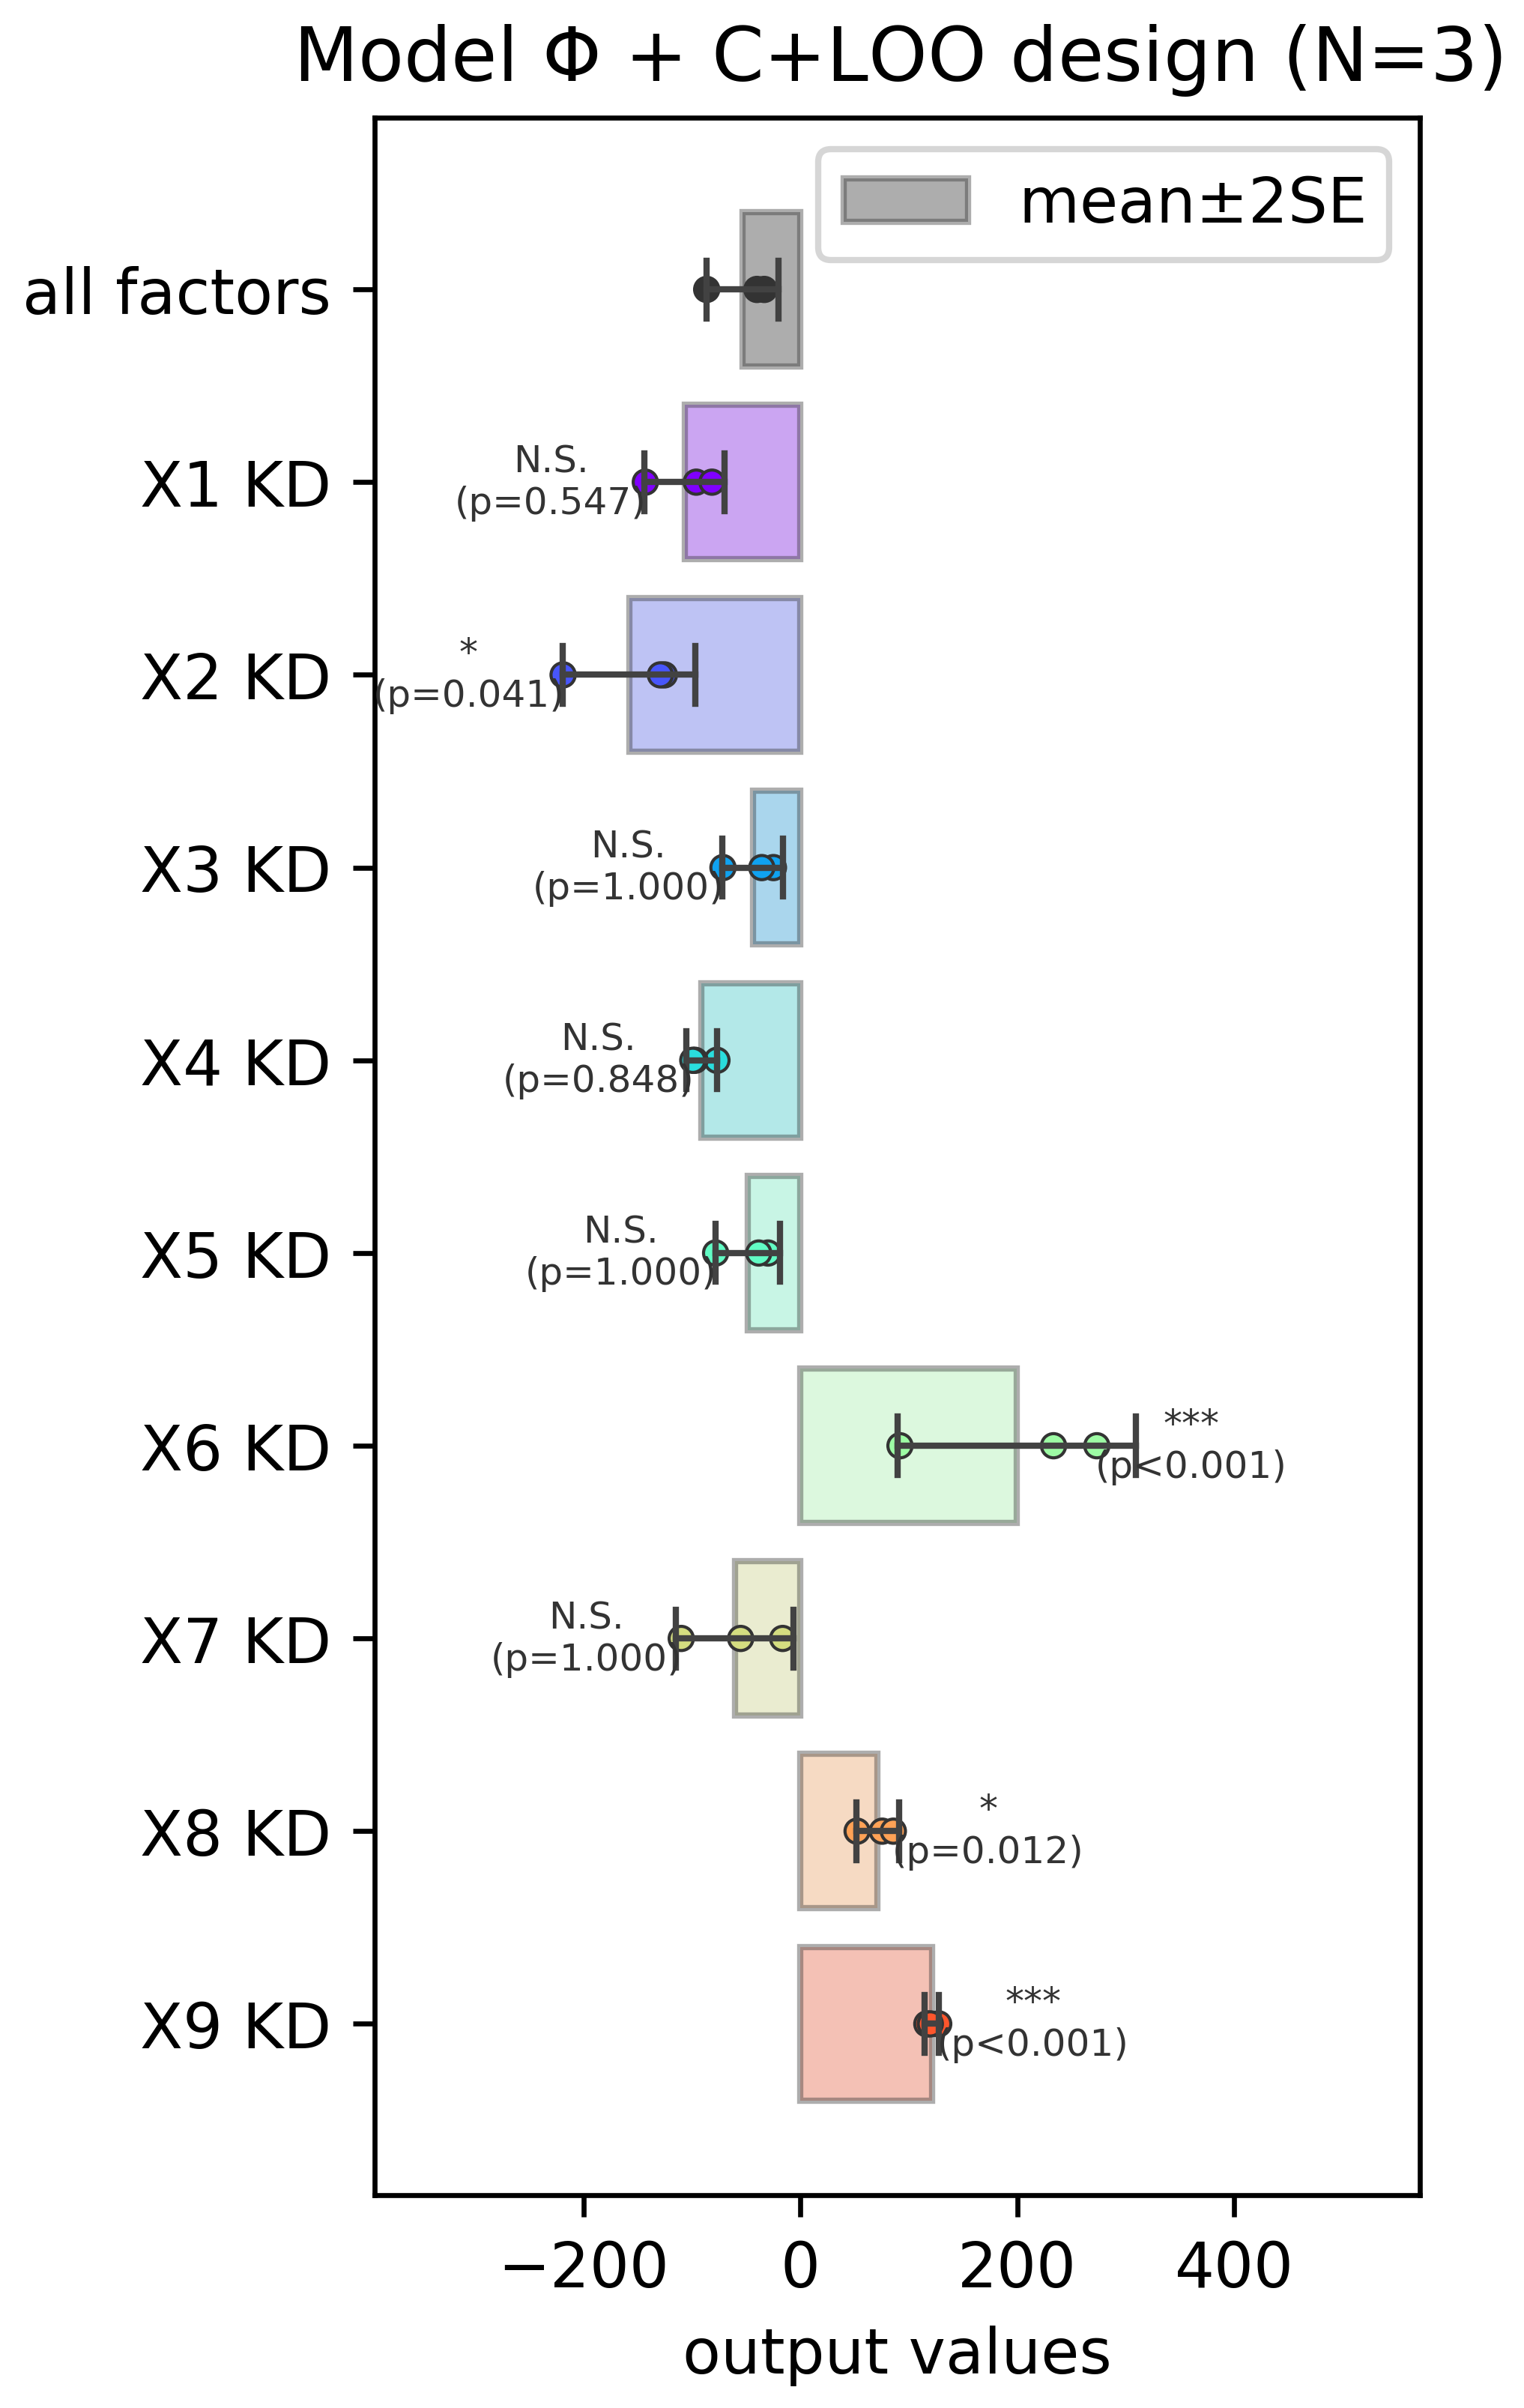 Model Φ + C+LOO design (N=3)
mean±2SE
all factors
X1 KD
N.S.
(p=0.547)
X2 KD
*
(p=0.041)
X3 KD
N.S.
(p=1.000)
X4 KD
N.S.
(p=0.848)
X5 KD
N.S.
(p=1.000)
X6 KD
***
(p<0.001)
X7 KD
N.S.
(p=1.000)
X8 KD
*
(p=0.012)
X9 KD
***
(p<0.001)
−200 0 200 400
output values